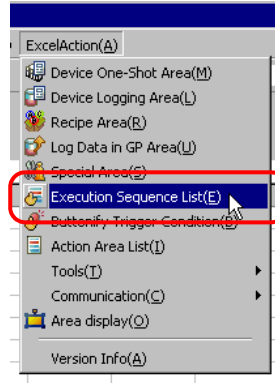 ExcelAction(A)
Device One-Shot Area(M)
Device Logging Area(L)
Recipe Area(R)
Log Data in GP Area(U)
Special Area(S)
Execution Sequence List(E)
Buttonify Trigger Condition(B)
Action Area List(I)
Tools(T)
Communication(C)
Area display(O)
Version Info(A)